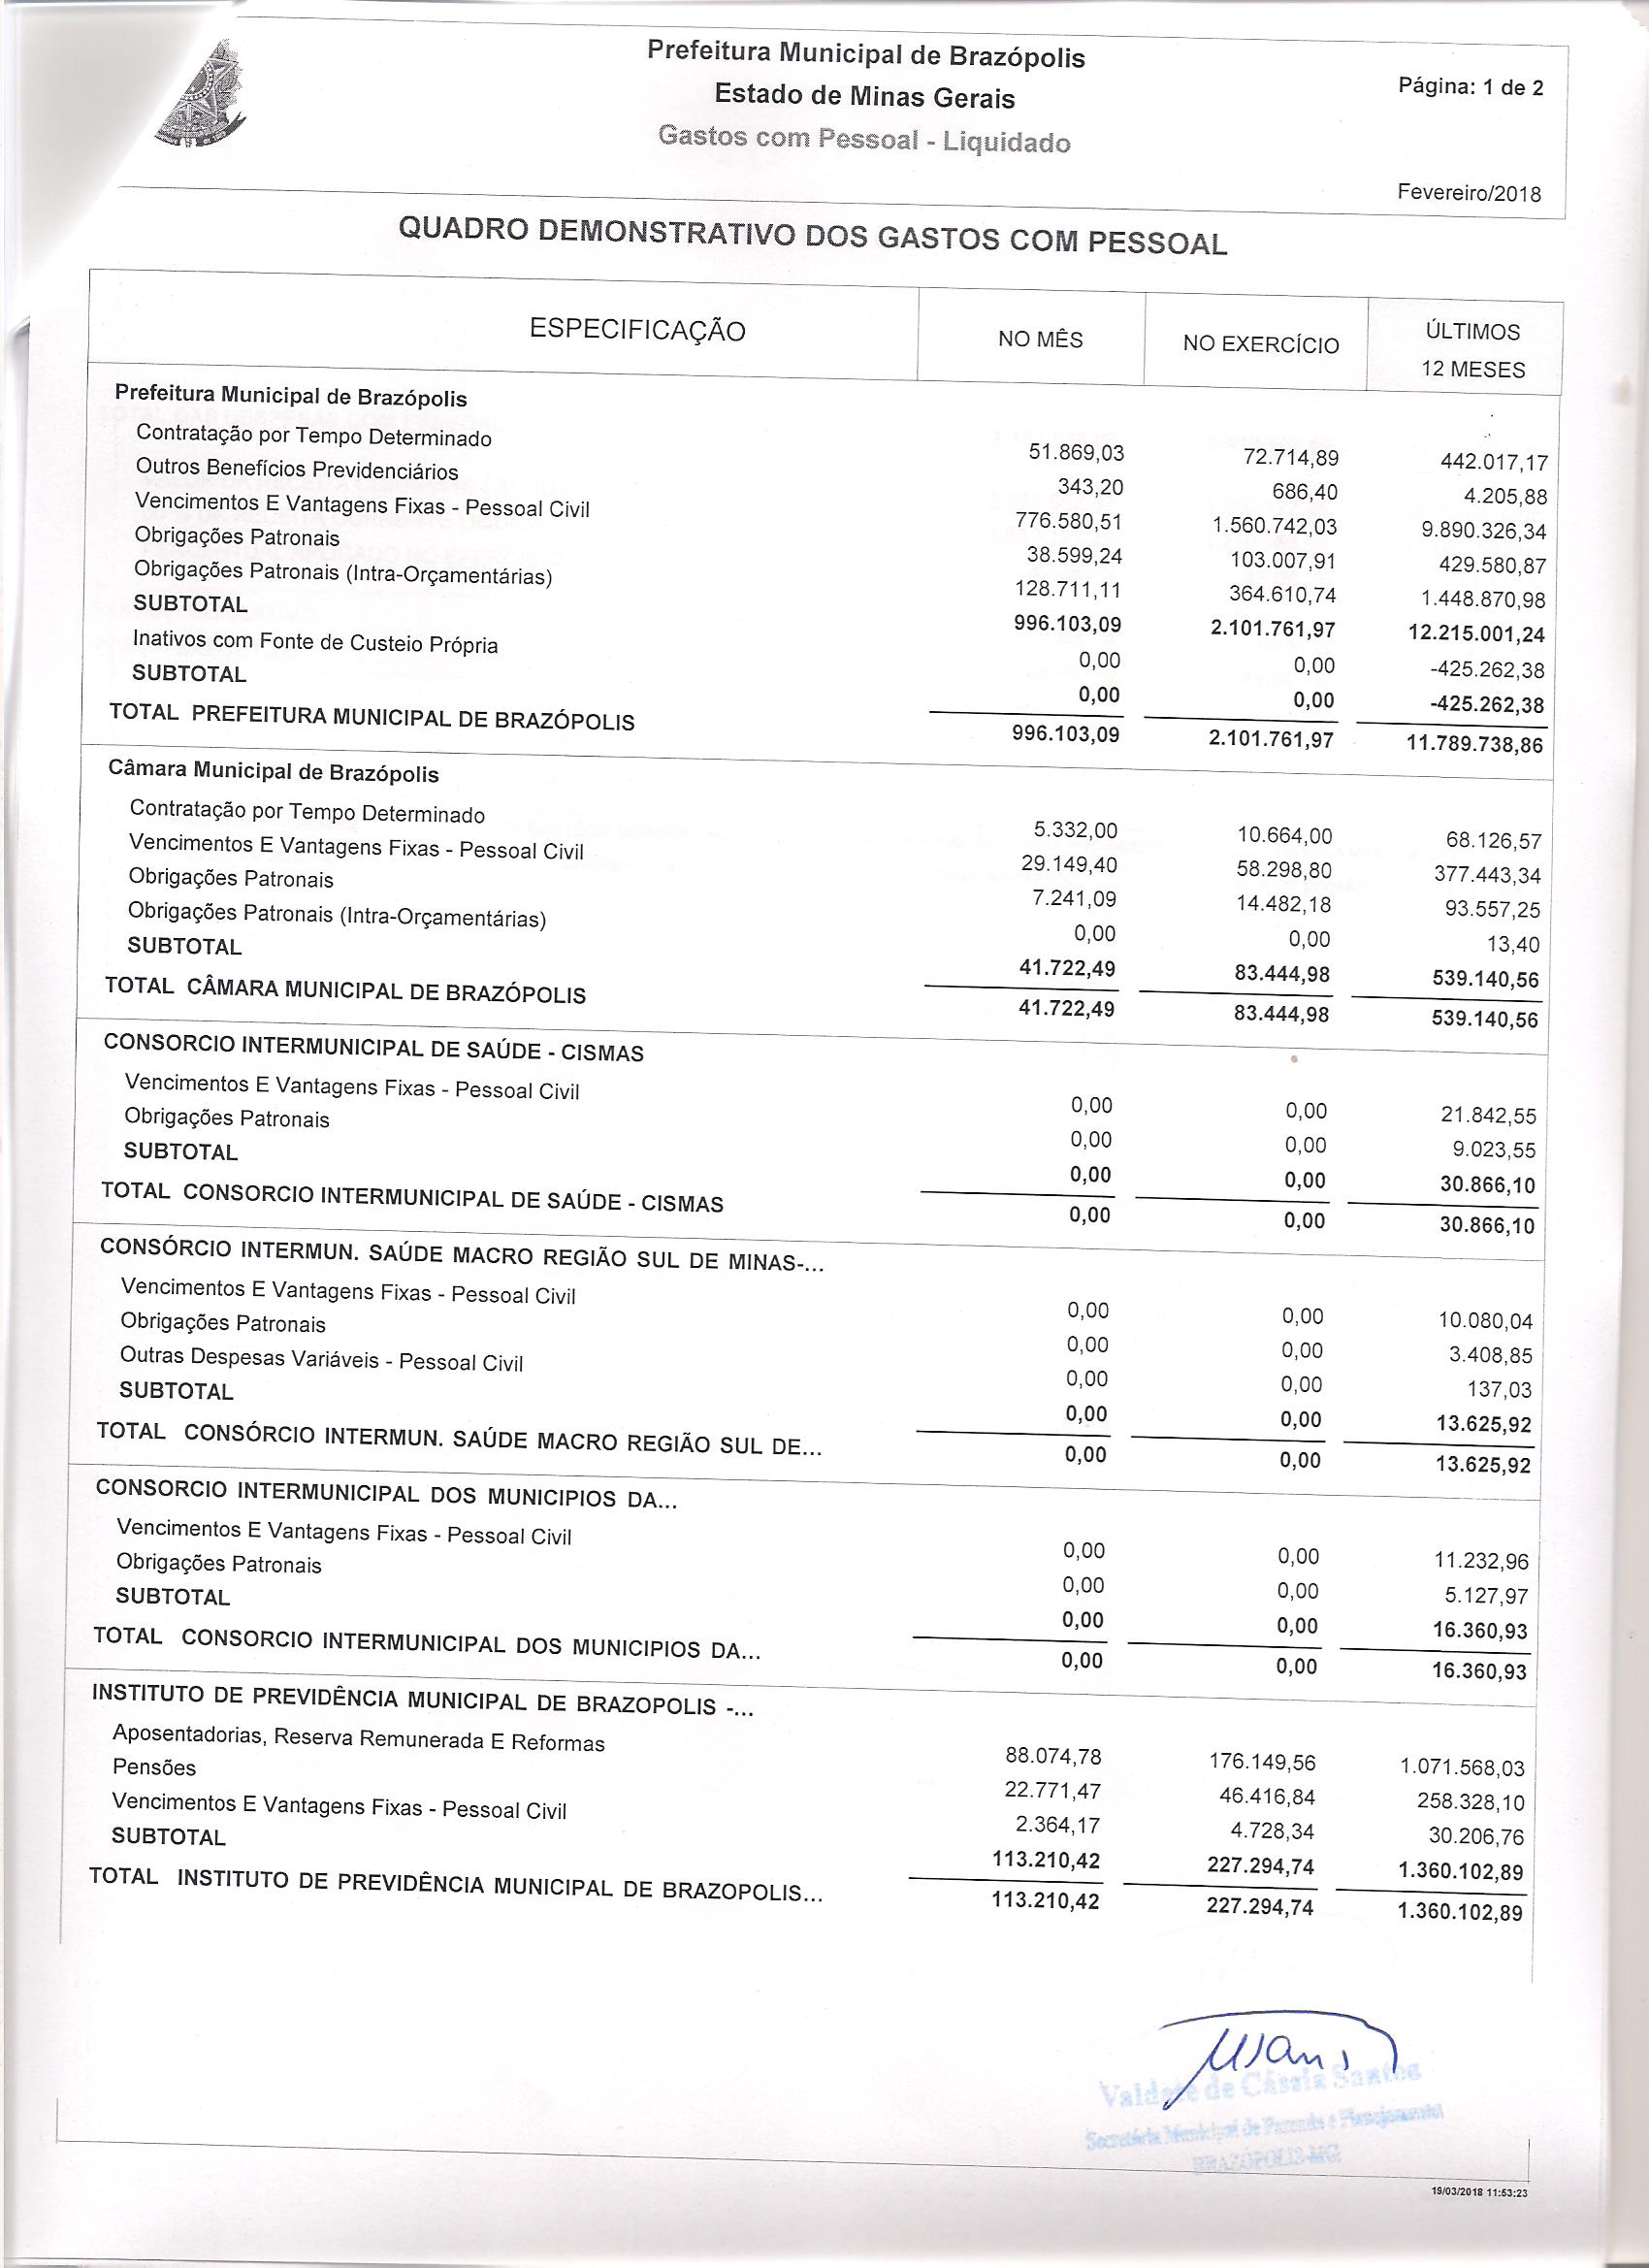 Prefeitura Municipal de Brazópolis
Estado de Minas Gerais
Página: 1 de 2
Gastos com Pessoal - Liquidado
Fevereiro/2018
QUADRO DEMONSTRATIVO DOS GASTOS COM PESSOAL
ESPECIFICAÇÃO NO MÊS NO EXERCÍCIO ÚLTIMOS 12 MESES
Prefeitura Municipal de Brazópolis
Contratação por Tempo Determinado 51.869,03 72.714,89 442.017,17
Outros Benefícios Previdenciários 343,20 686,40 4.205,88
Vencimentos E Vantagens Fixas - Pessoal Civil 776.580,51 1.560.742,03 9.890.326,34
Obrigações Patronais 38.599,24 103.007,91 429.580,87
Obrigações Patronais (Intra-Orçamentárias) 128.711,11 364.610,74 1.448.870,98
SUBTOTAL 996.103,09 2.101.761,97 12.215.001,24
Inativos com Fonte de Custeio Própria 0,00 0,00 -425.262,38
SUBTOTAL 0,00 0,00 -425.262,38
TOTAL PREFEITURA MUNICIPAL DE BRAZÓPOLIS 996.103,09 2.101.761,97 11.789.738,86
Câmara Municipal de Brazópolis
Contratação por Tempo Determinado 5.332,00 10.664,00 68.126,57
Vencimentos E Vantagens Fixas - Pessoal Civil 29.149,40 58.298,80 377.443,34
Obrigações Patronais 7.241,09 14.482,18 93.557,25
Obrigações Patronais (Intra-Orçamentárias) 0,00 0,00 13,40
SUBTOTAL 41.722,49 83.444,98 539.140,56
TOTAL CÂMARA MUNICIPAL DE BRAZÓPOLIS 41.722,49 83.444,98 539.140,56
CONSORCIO INTERMUNICIPAL DE SAÚDE - CISMAS
Vencimentos E Vantagens Fixas - Pessoal Civil 0,00 0,00 21.842,55
Obrigações Patronais 0,00 0,00 9.023,55
SUBTOTAL 0,00 0,00 30.866,10
TOTAL CONSORCIO INTERMUNICIPAL DE SAÚDE - CISMAS 0,00 0,00 30.866,10
CONSÓRCIO INTERMUN. SAÚDE MACRO REGIÃO SUL DE MINAS-...
Vencimentos E Vantagens Fixas - Pessoal Civil 0,00 0,00 10.080,04
Obrigações Patronais 0,00 0,00 3.408,85
Outras Despesas Variáveis - Pessoal Civil 0,00 0,00 137,03
SUBTOTAL 0,00 0,00 13.625,92
TOTAL CONSÓRCIO INTERMUN. SAÚDE MACRO REGIÃO SUL DE... 0,00 0,00 13.625,92
CONSORCIO INTERMUNICIPAL DOS MUNICIPIOS DA...
Vencimentos E Vantagens Fixas - Pessoal Civil 0,00 0,00 11.232,96
Obrigações Patronais 0,00 0,00 5.127,97
SUBTOTAL 0,00 0,00 16.360,93
TOTAL CONSORCIO INTERMUNICIPAL DOS MUNICIPIOS DA... 0,00 0,00 16.360,93
INSTITUTO DE PREVIDÊNCIA MUNICIPAL DE BRAZOPOLIS -...
Aposentadorias, Reserva Remunerada E Reformas 88.074,78 176.149,56 1.071.568,03
Pensões 22.771,47 46.416,84 258.328,10
Vencimentos E Vantagens Fixas - Pessoal Civil 2.364,17 4.728,34 30.206,76
SUBTOTAL 113.210,42 227.294,74 1.360.102,89
TOTAL INSTITUTO DE PREVIDÊNCIA MUNICIPAL DE BRAZOPOLIS... 113.210,42 227.294,74 1.360.102,89
Valdete de Cássia Santos
Secretária Municipal de Fazenda e Planejamento
BRAZÓPOLIS-MG
19/03/2018 11:53:23